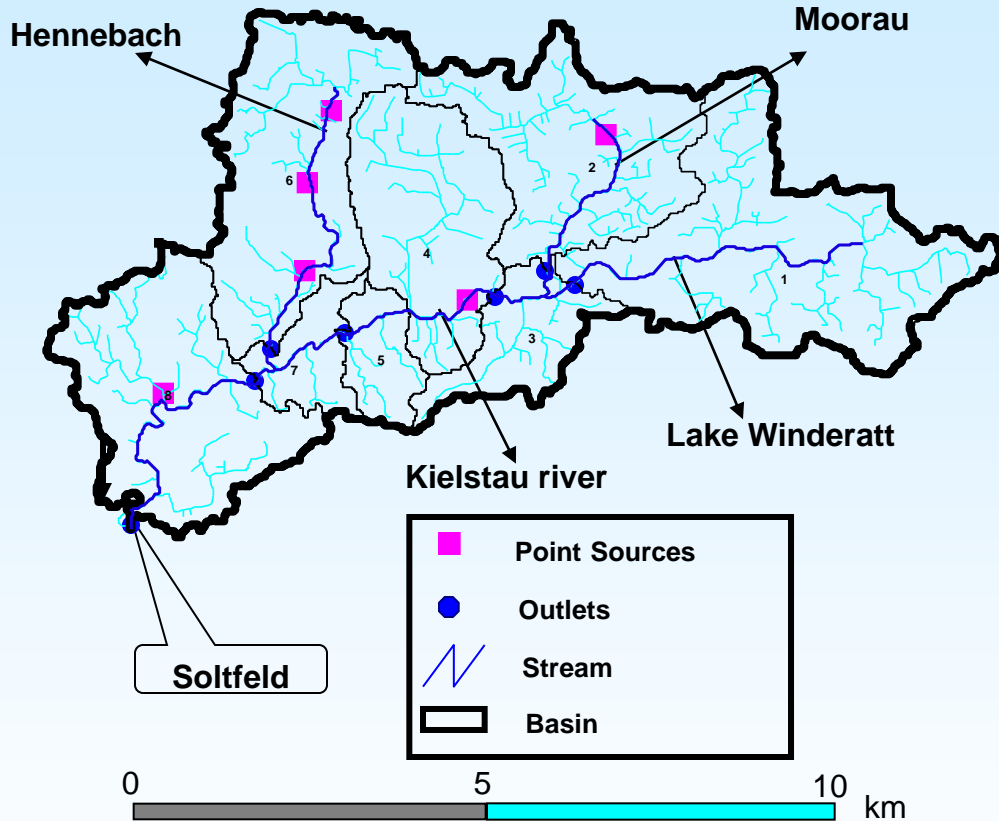 Hennebach
Moorau
6
2
4
1
3
5
7
8
Lake Winderatt
Kielstau river
Point Sources
Outlets
Stream
Basin
Soltfeld
0 5 10
km